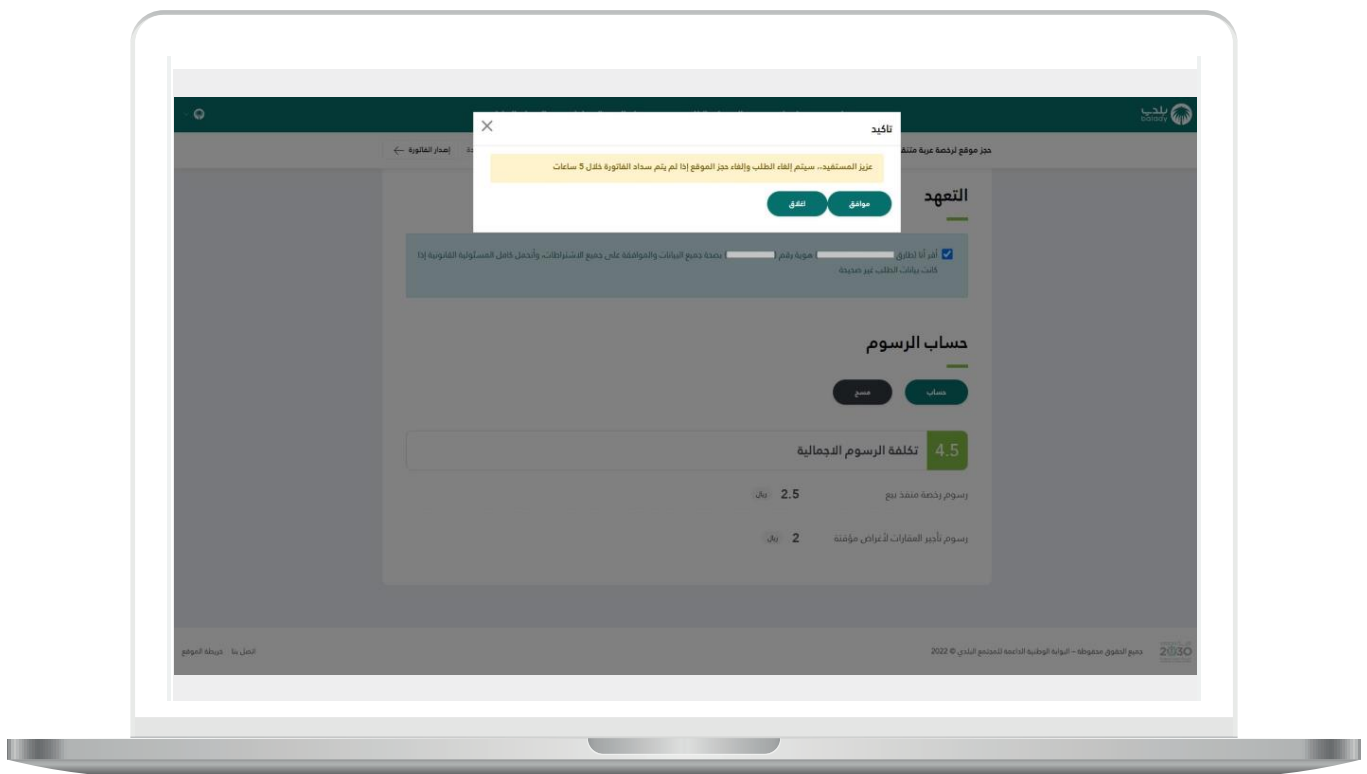 بلدي
balady
تاكيد
عزيز المستفيد.. سيتم إلغاء الطلب وإلغاء حجز الموقع إذا لم يتم سداد الفاتورة خلال 5 ساعات
موافق
اغلاق
حجز موقع لرخصة عربة متنق
إصدار الفاتورة
التعهد
أقر أنا (طارق ) هوية رقم ( ) بصحة جميع البيانات والموافقة على جميع الاشتراطات، وأتحمل كامل المسئولية القانونية إذا
كانت بيانات الطلب غير صحيحة
حساب الرسوم
حساب
مسح
4.5 تكلفة الرسوم الاجمالية
رسوم رخصة منفذ بيع 2.5 ريال
رسوم تأجير العقارات لأغراض مؤقتة 2 ريال
2030
جميع الحقوق محفوظة – البوابة الوطنية الداعمة للمجتمع البلدي © 2022
اتصل بنا خريطة الموقع